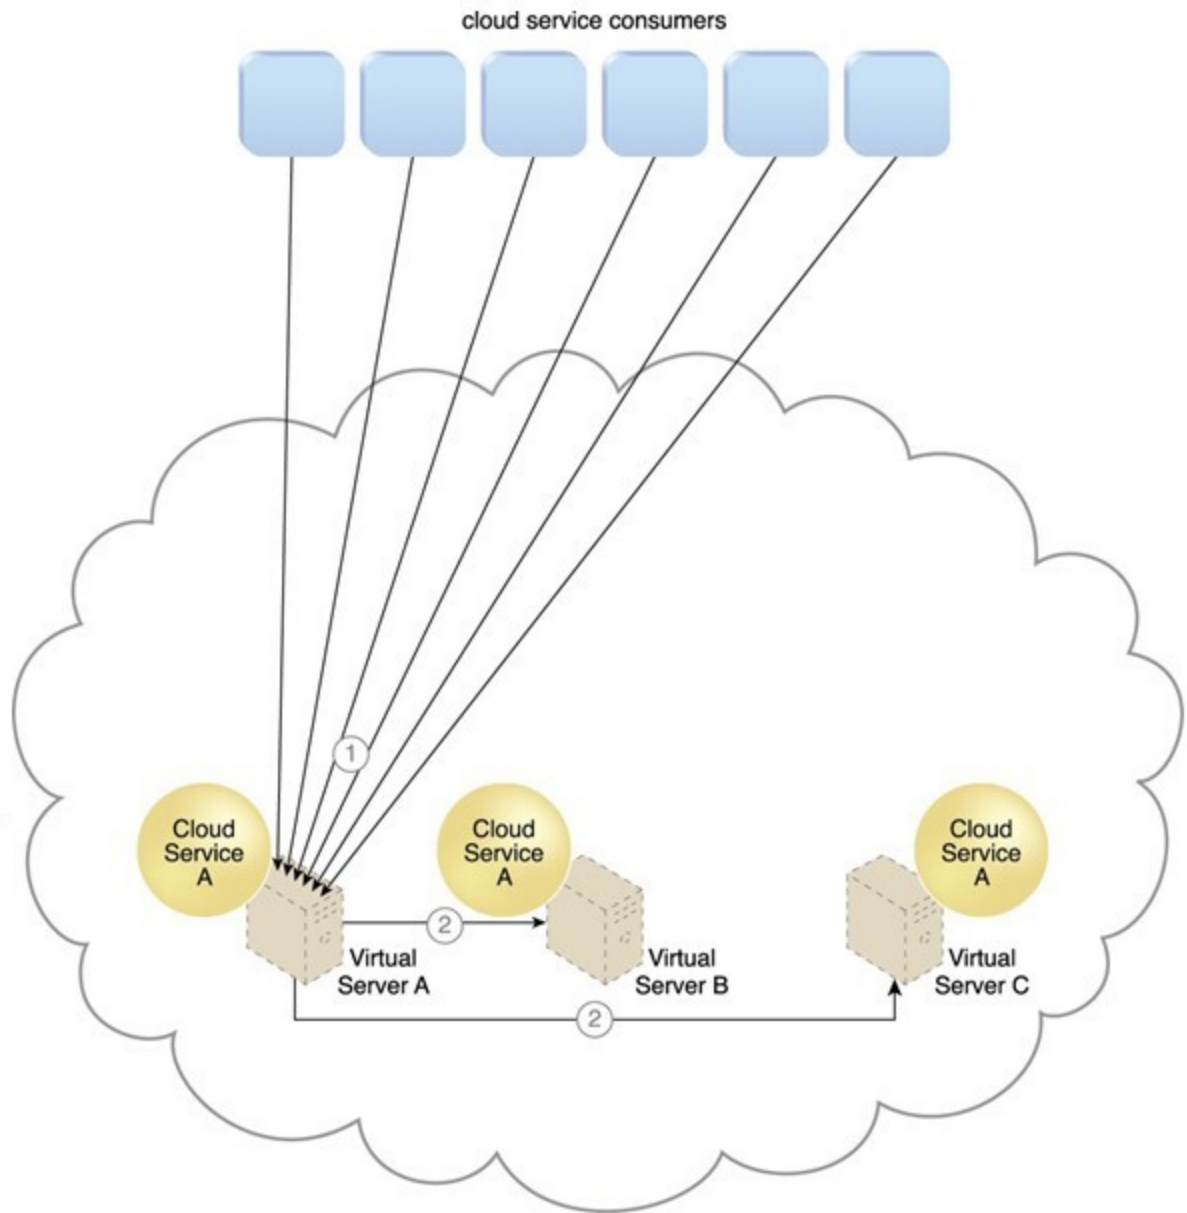 cloud service consumers
1
Cloud
Service
A
Cloud
Service
A
Cloud
Service
A
2
Virtual
Server A
Virtual
Server B
Virtual
Server C
2